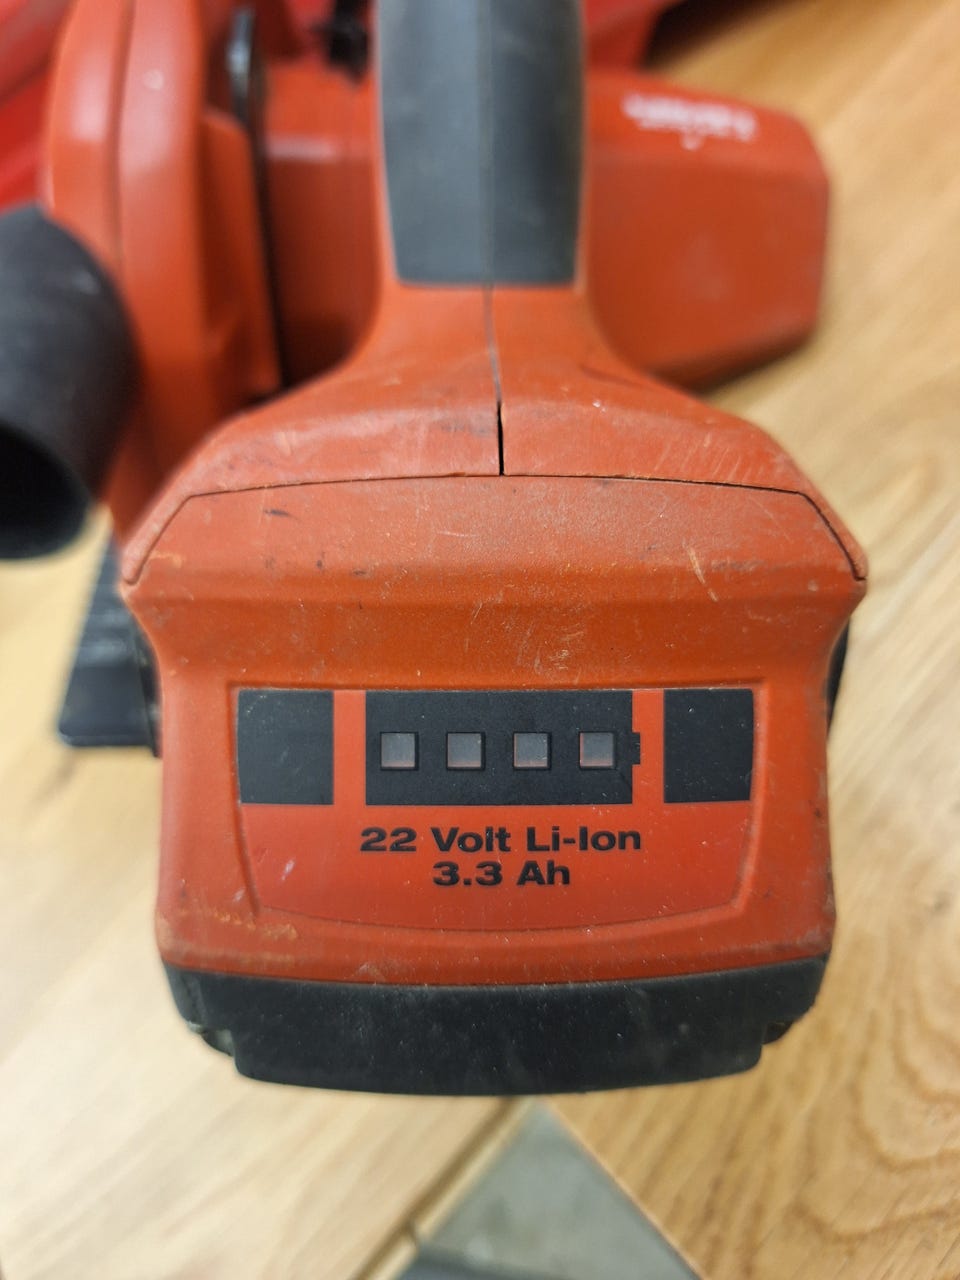 22 Volt Li-Ion
3.3 Ah